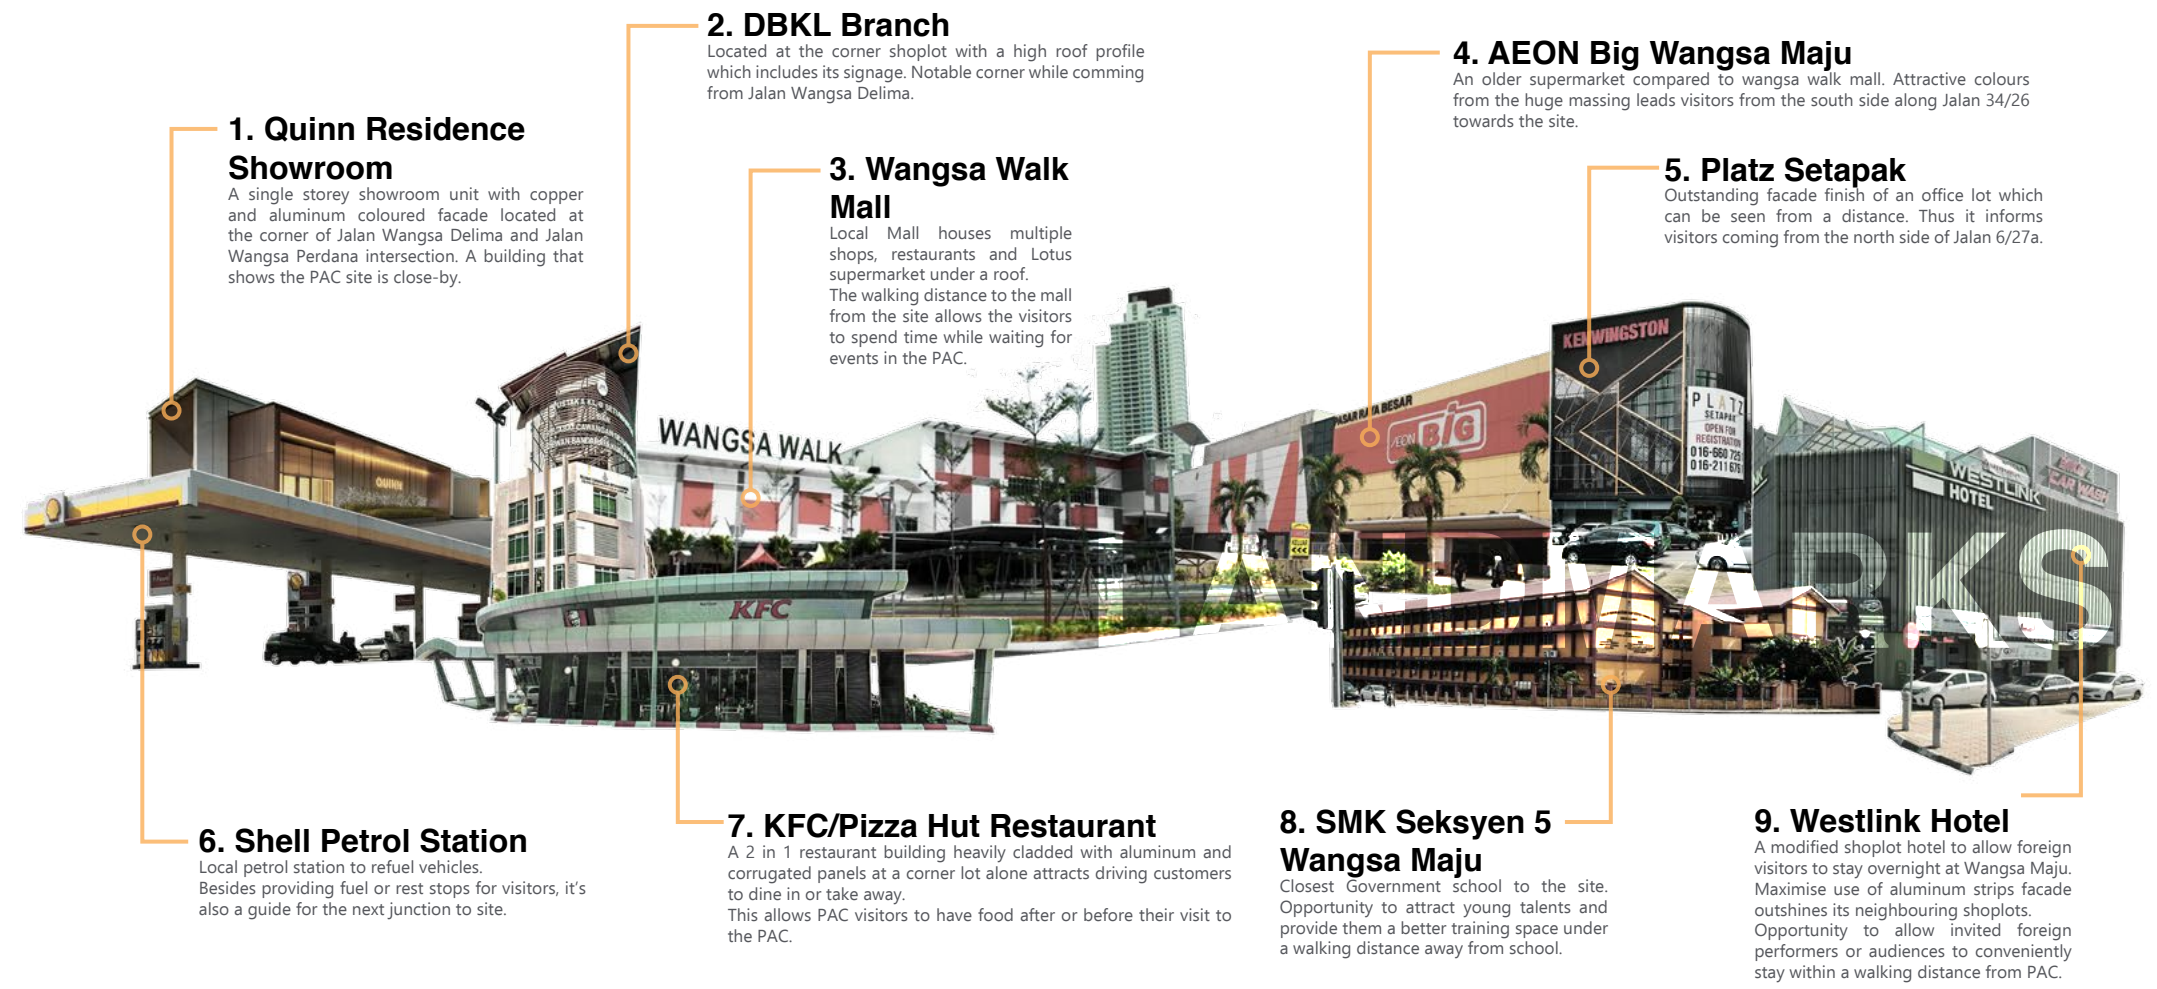 2. DBKL Branch
Located at the corner shoplot with a high roof profile
which includes its signage. Notable corner while comming
from Jalan Wangsa Delima.
4. AEON Big Wangsa Maju
An older supermarket compared to wangsa walk mall. Attractive colours
from the huge massing leads visitors from the south side along Jalan 34/26
towards the site.
1. Quinn Residence
Showroom
A single storey showroom unit with copper
and aluminum coloured facade located at
the corner of Jalan Wangsa Delima and Jalan
Wangsa Perdana intersection. A building that
shows the PAC site is close-by.
3. Wangsa Walk
Mall
Local Mall houses multiple
shops, restaurants and Lotus
supermarket under a roof.
The walking distance to the mall
from the site allows the visitors
to spend time while waiting for
events in the PAC.
5. Platz Setapak
Outstanding facade finish of an office lot which
can be seen from a distance. Thus it informs
visitors coming from the north side of Jalan 6/27a.
KENWINGSTON
PLATZ
SETAPAK
OPEN FOR
REGISTRATION
016-660 725
016-211 675
PASAR RAYA BESAR
AEON BiG
WANGSA WALK
QUINN
WESTLINK
HOTEL
CAR WASH
KELUAR
KFC
LANDMARKS
6. Shell Petrol Station
Local petrol station to refuel vehicles.
Besides providing fuel or rest stops for visitors, it's
also a guide for the next junction to site.
7. KFC/Pizza Hut Restaurant
A 2 in 1 restaurant building heavily cladded with aluminum and
corrugated panels at a corner lot alone attracts driving customers
to dine in or take away.
This allows PAC visitors to have food after or before their visit to
the PAC.
8. SMK Seksyen 5
Wangsa Maju
Closest Government school to the site.
Opportunity to attract young talents and
provide them a better training space under
a walking distance away from school.
9. Westlink Hotel
A modified shoplot hotel to allow foreign
visitors to stay overnight at Wangsa Maju.
Maximise use of aluminum strips facade
outshines its neighbouring shoplots.
Opportunity to allow invited foreign
performers or audiences to conveniently
stay within a walking distance from PAC.